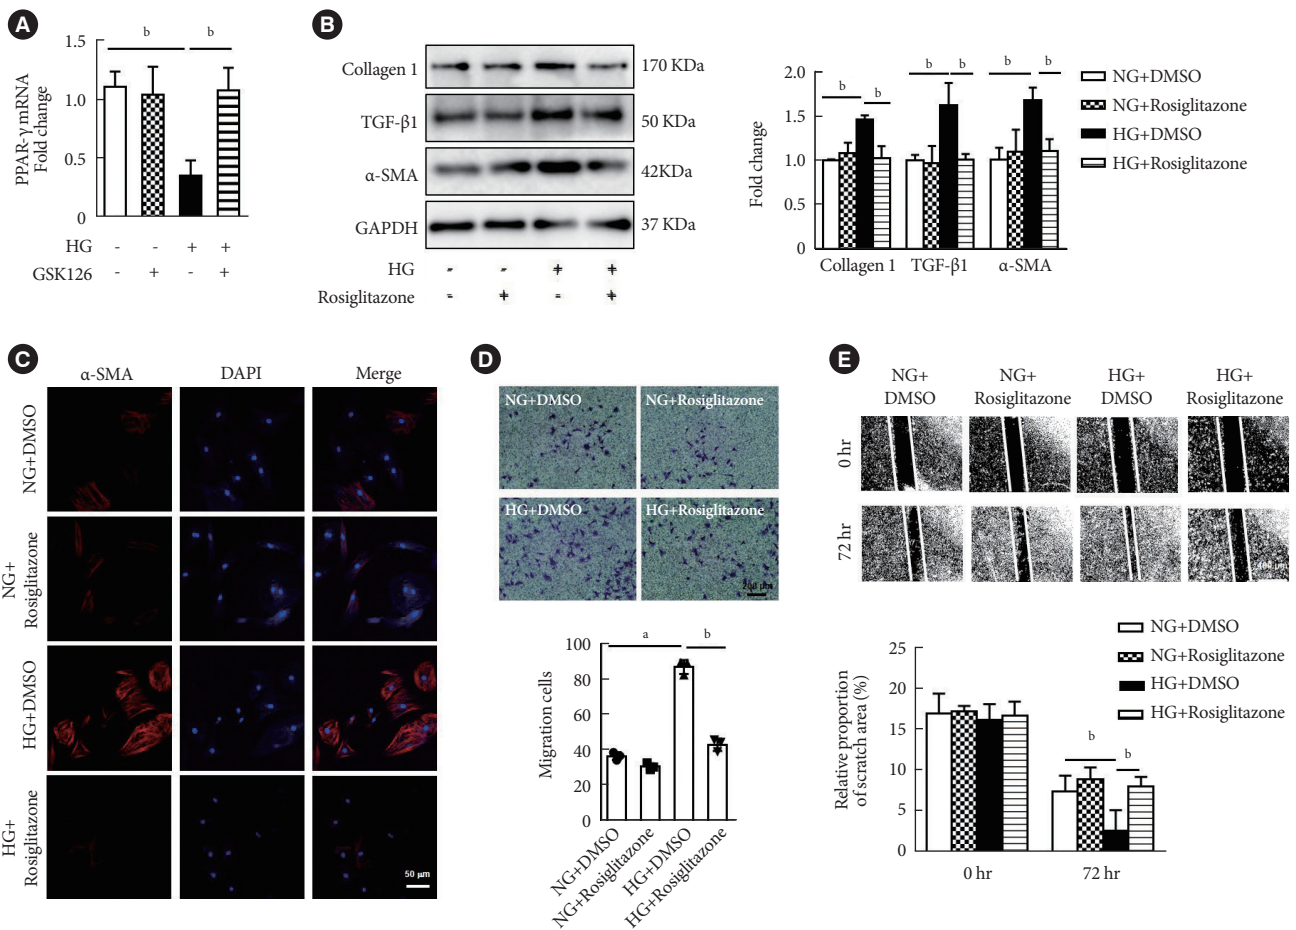 A
b
b
1.5
1.0
0.5
0
PPAR-γ mRNA
Fold change
HG - - + +
GSK126 - + - +
B
Collagen 1 170 KDa
TGF-β1 50 KDa
α-SMA 42KDa
GAPDH 37 KDa
HG - - + +
Rosiglitazone - + - +
2.0
1.5
1.0
0.5
0
Fold change
b b b b b b
Collagen 1 TGF-β1 α-SMA
NG+DMSO
NG+Rosiglitazone
HG+DMSO
HG+Rosiglitazone
C
α-SMA DAPI Merge
NG+DMSO
NG+
Rosiglitazone
HG+DMSO
HG+
Rosiglitazone
50 μm
D
NG+DMSO NG+Rosiglitazone
HG+DMSO HG+Rosiglitazone
200 μm
100
80
60
40
20
0
Migration cells
a b
NG+DMSO
NG+Rosiglitazone
HG+DMSO
HG+Rosiglitazone
E
NG+
DMSO
NG+
Rosiglitazone
HG+
DMSO
HG+
Rosiglitazone
0 hr
72 hr
25
20
15
10
5
0
Relative proportion
of scratch area (%)
b
b
0 hr 72 hr
NG+DMSO
NG+Rosiglitazone
HG+DMSO
HG+Rosiglitazone